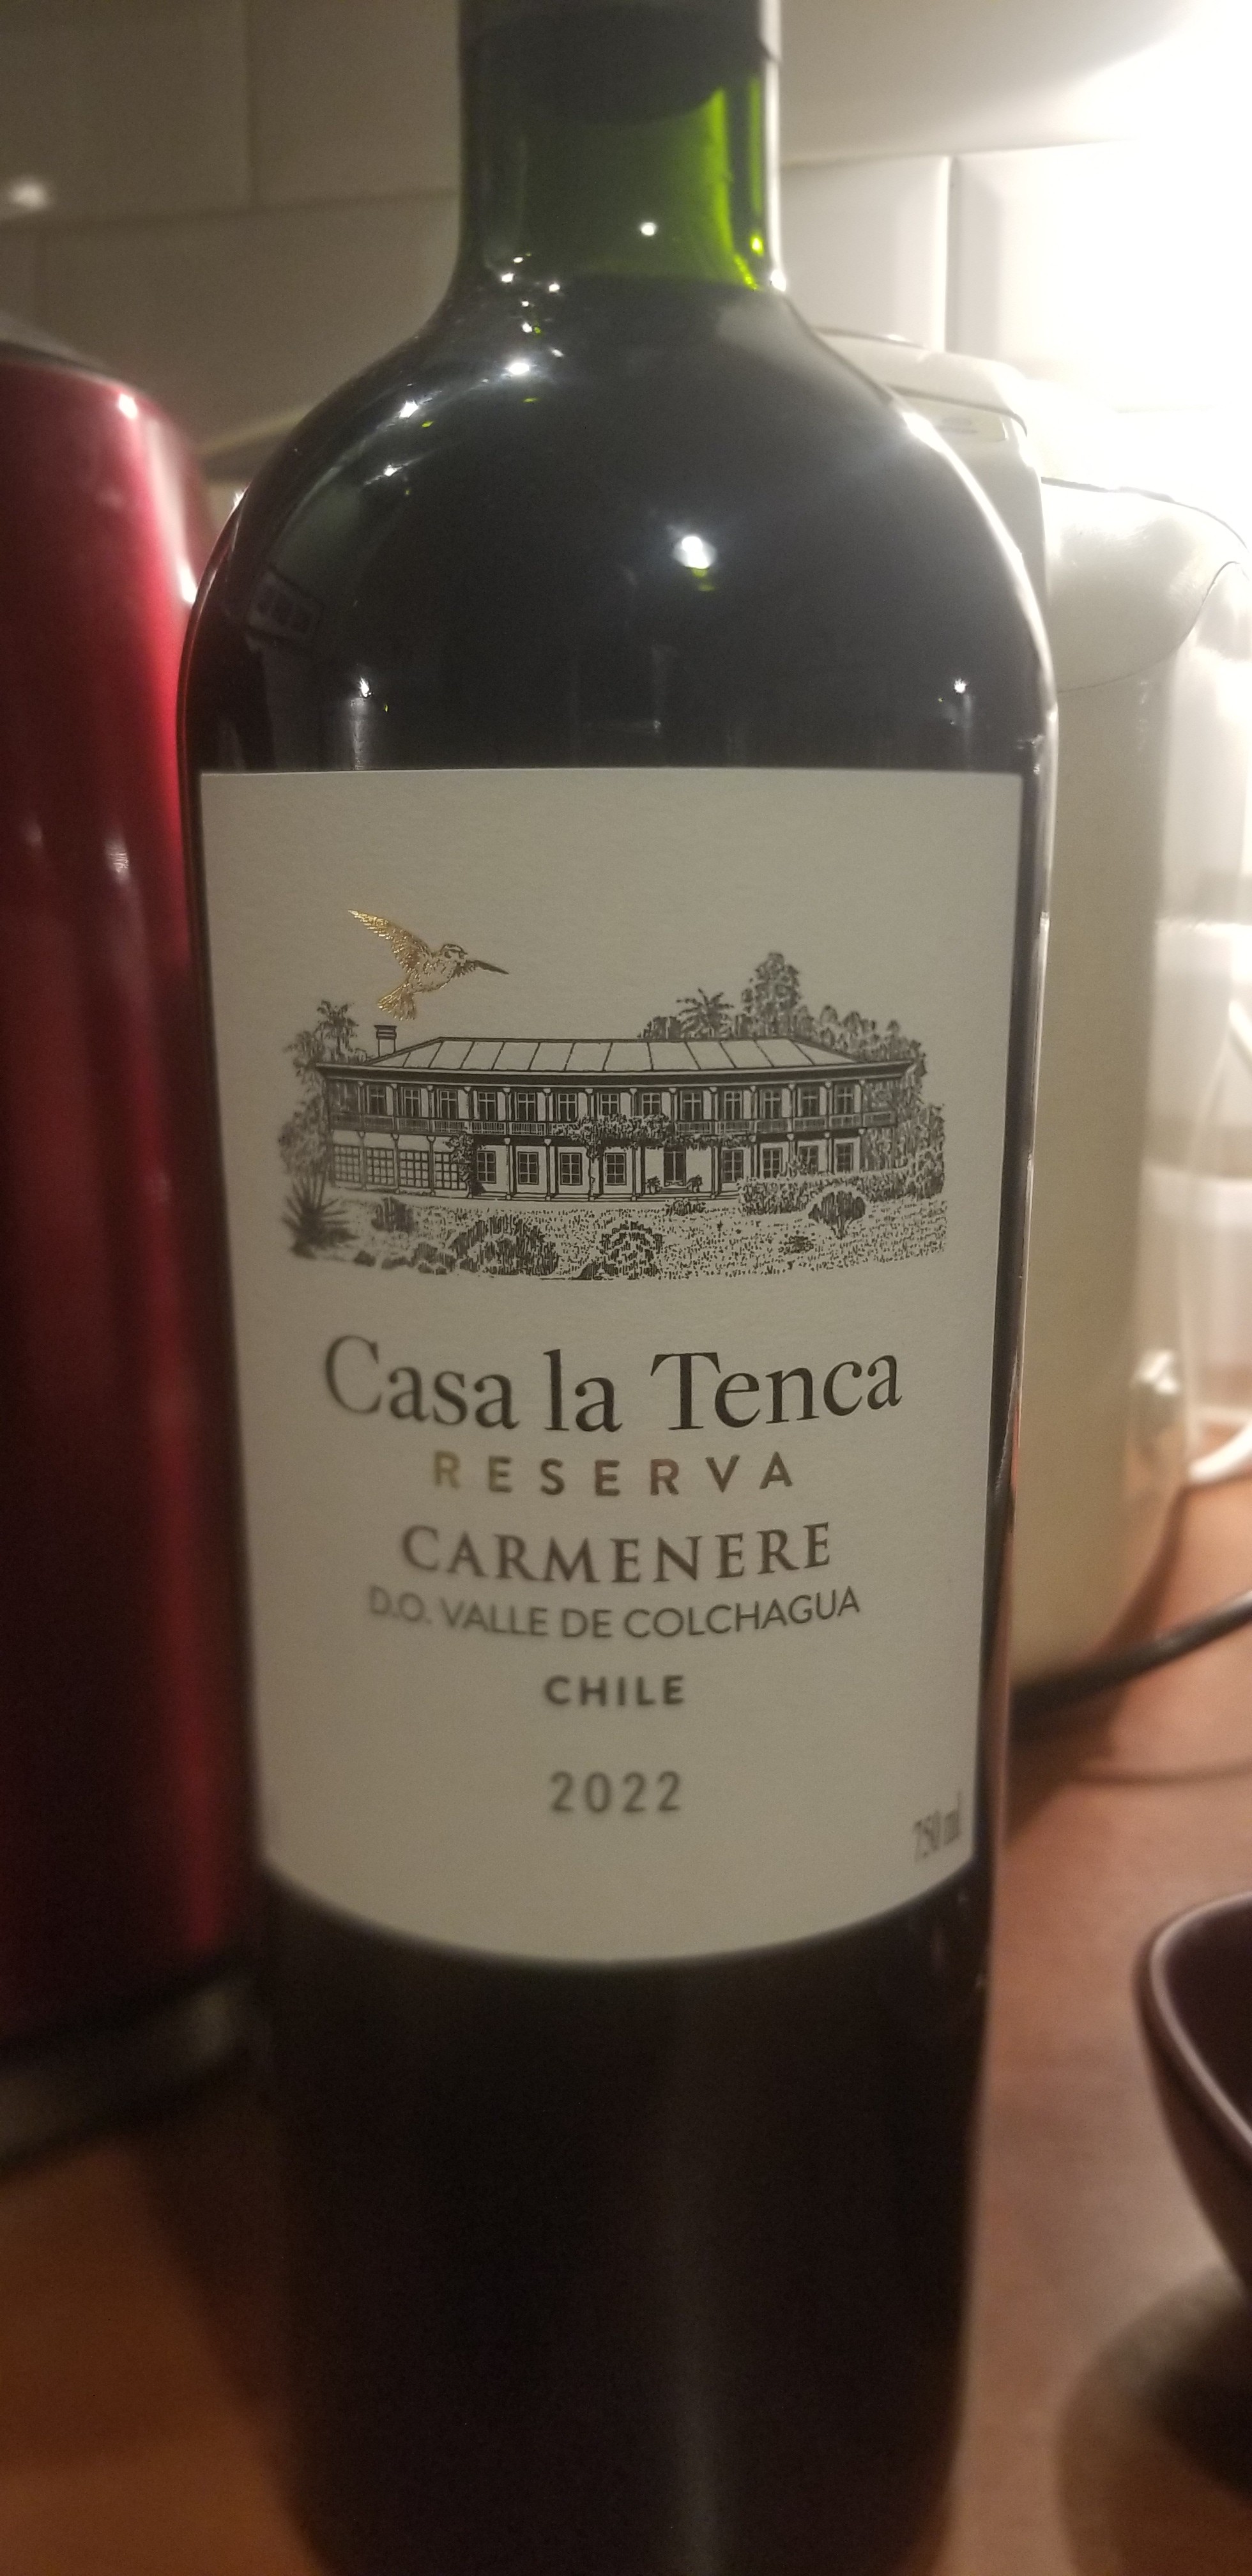 Casa la Tenca
RESERVA
CARMENERE
D.O. VALLE DE COLCHAGUA
CHILE
2022
750 ml